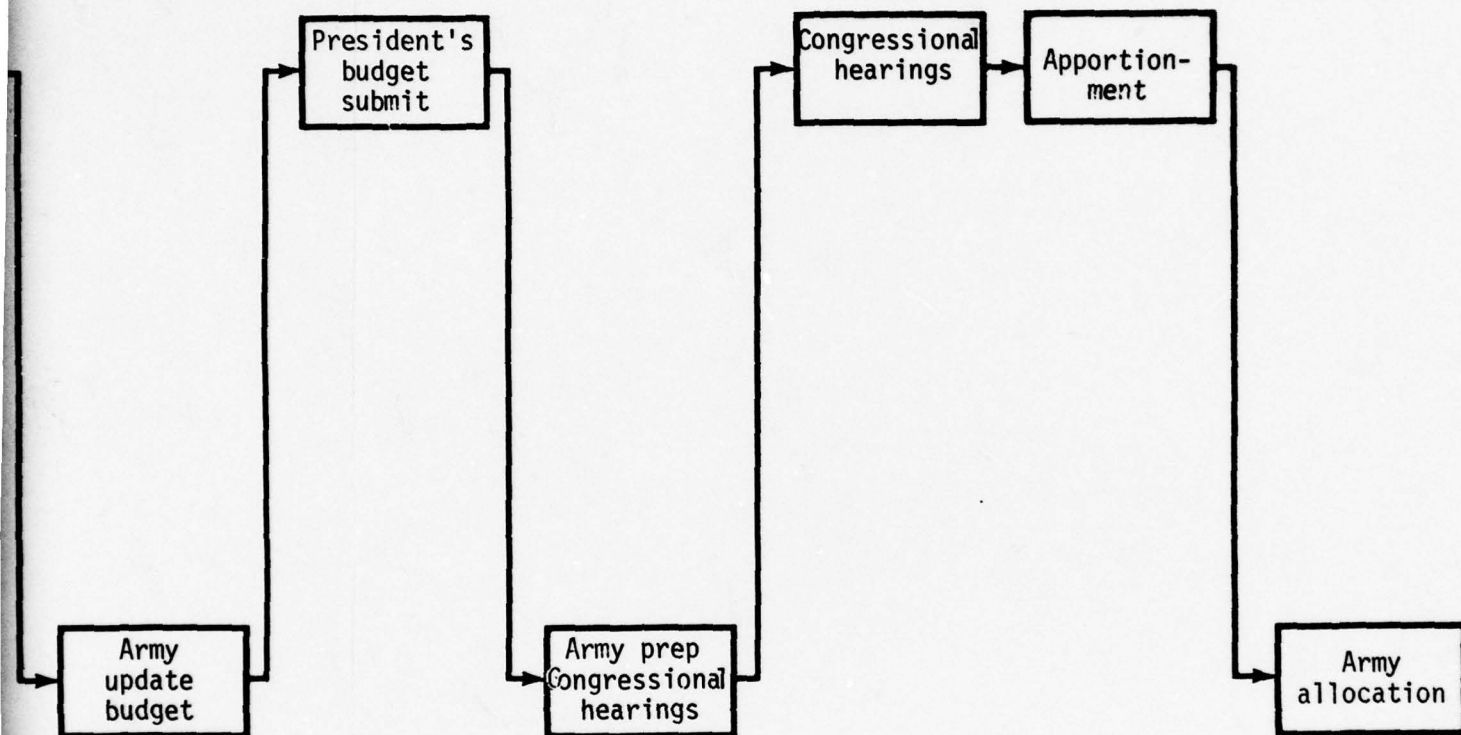 President's
budget
submit
Congressional
hearings
Apportion-
ment
Army
update
budget
Army prep
Congressional
hearings
Army
allocation